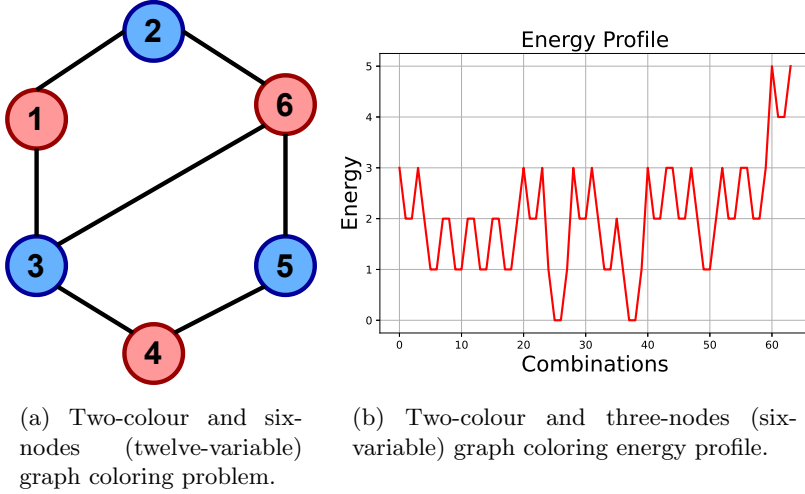 2
1
6
3
5
4
Energy Profile
5
4
3
2
1
0
Energy
0 10 20 30 40 50 60
Combinations
(a) Two-colour and six-
nodes (twelve-variable)
graph coloring problem.
(b) Two-colour and three-nodes (six-
variable) graph coloring energy profile.